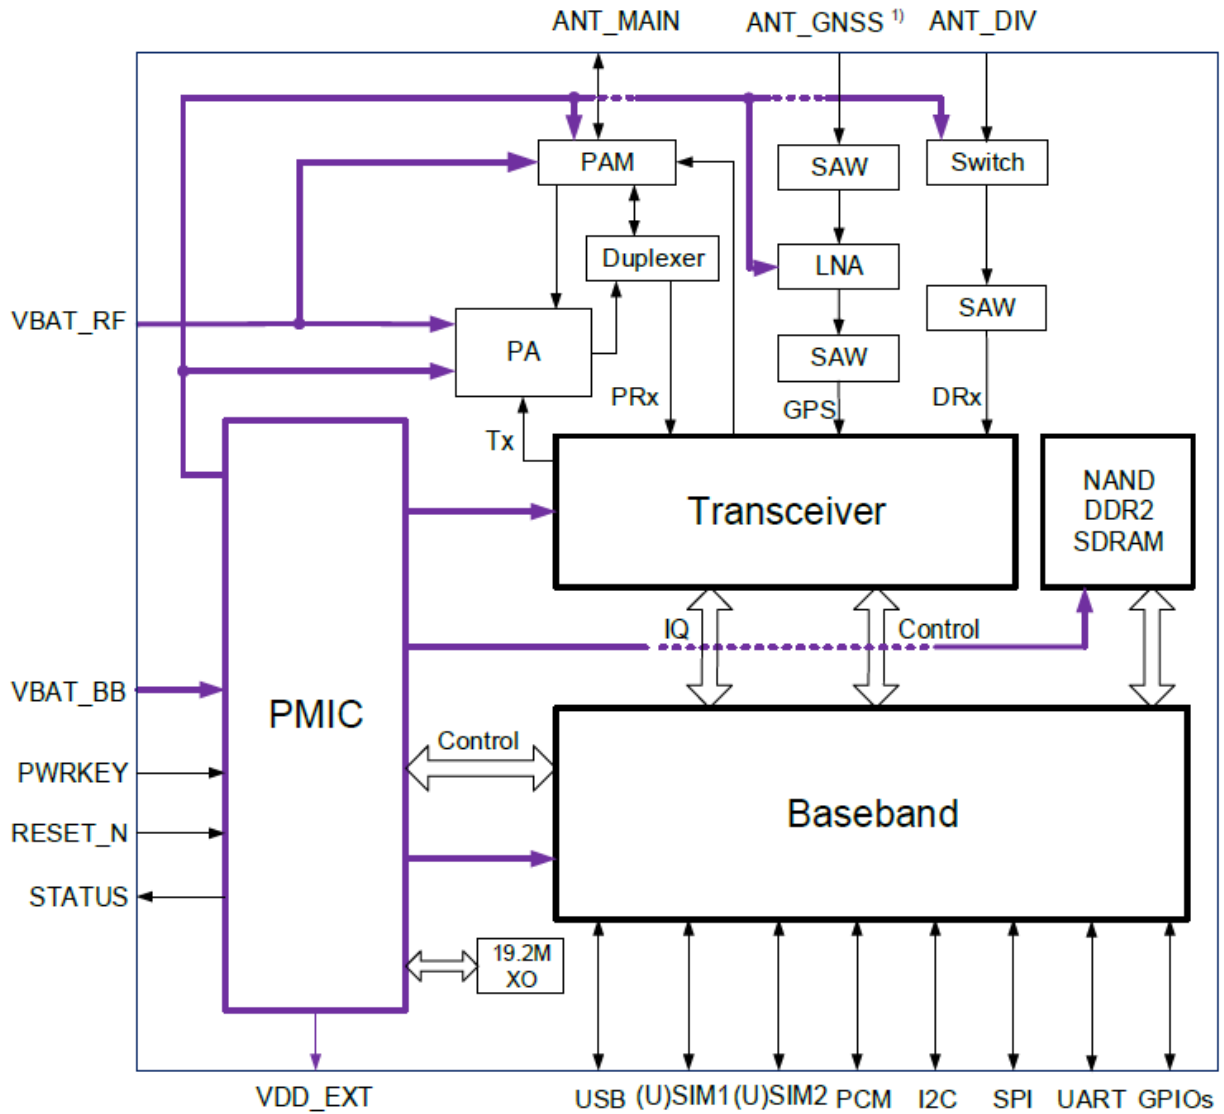 ANT_MAIN
ANT_GNSS 1)
ANT_DIV
PAM
SAW
Switch
Duplexer
LNA
SAW
VBAT_RF
PA
SAW
PRx
GPS
DRx
Tx
Transceiver
NAND
DDR2
SDRAM
IQ
Control
VBAT_BB
PMIC
Control
PWRKEY
Baseband
RESET_N
STATUS
19.2M
XO
VDD_EXT
USB
(U)SIM1
(U)SIM2
PCM
I2C
SPI
UART
GPIOs